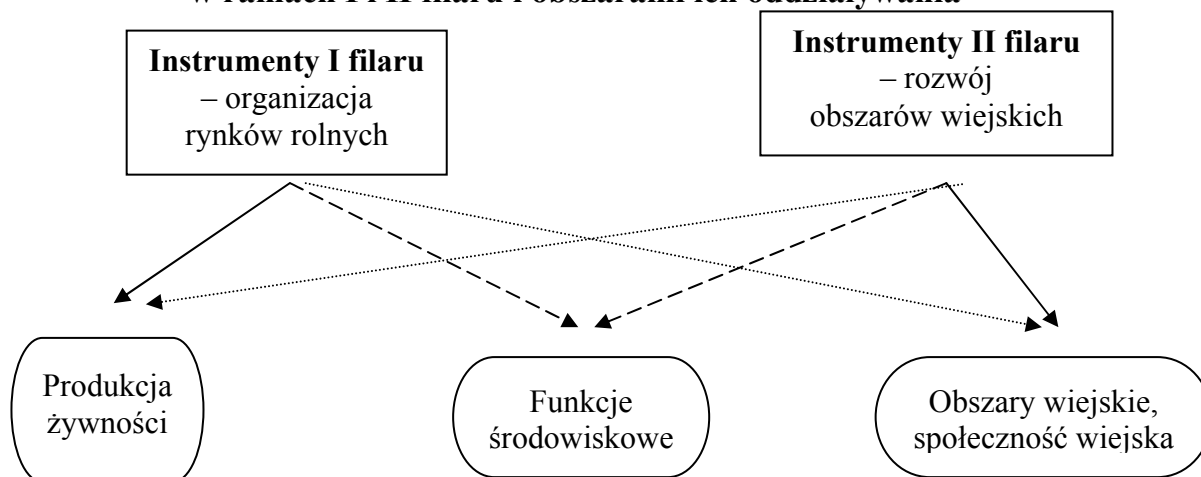 w ramach I i II filaru i obszarami ich oddziaływania
Instrumenty I filaru
– organizacja
rynków rolnych
Instrumenty II filaru
– rozwój
obszarów wiejskich
Produkcja
żywności
Funkcje
środowiskowe
Obszary wiejskie,
społeczność wiejska